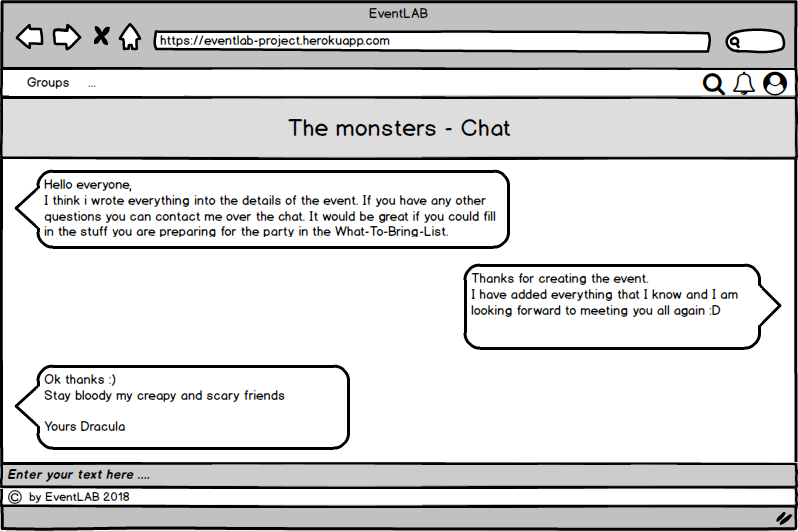 EventLAB
https://eventlab-project.herokuapp.com
Groups ...
The monsters - Chat
Hello everyone,
I think i wrote everything into the details of the event. If you have any other
questions you can contact me over the chat. It would be great if you could fill
in the stuff you are preparing for the party in the What-To-Bring-List.
Thanks for creating the event.
I have added everything that I know and I am
looking forward to meeting you all again :D
Ok thanks :)
Stay bloody my creapy and scary friends
Yours Dracula
Enter your text here ....
© by EventLAB 2018